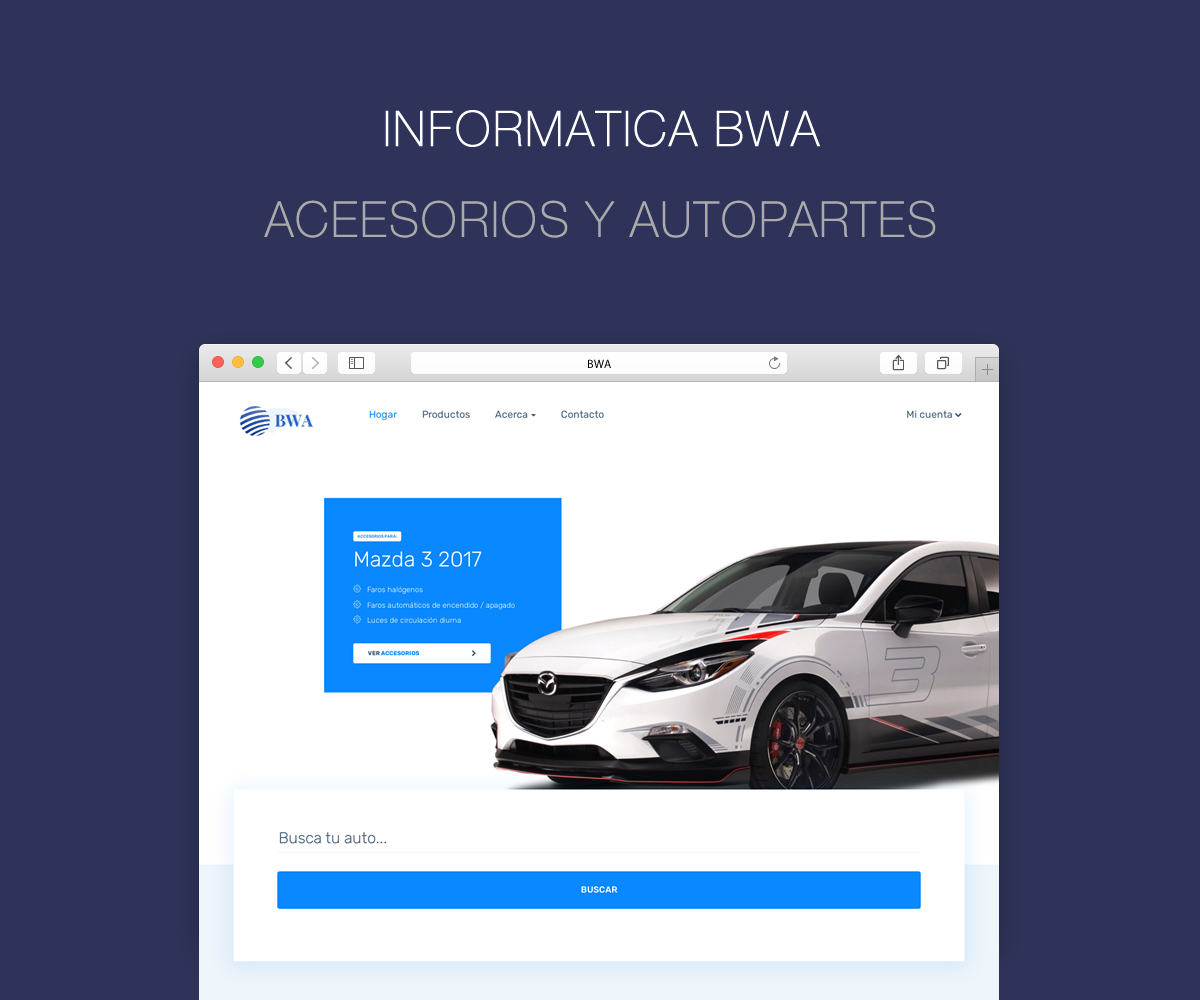 INFORMATICA BWA
ACEESORIOS Y AUTOPARTES
BWA
BWA
Hogar
Productos
Acerca
Contacto
Mi cuenta
ACCESORIOS PARA:
Mazda 3 2017
Faros halógenos
Faros automáticos de encendido / apagado
Luces de circulación diurna
VER ACCESORIOS
3
Busca tu auto...
BUSCAR